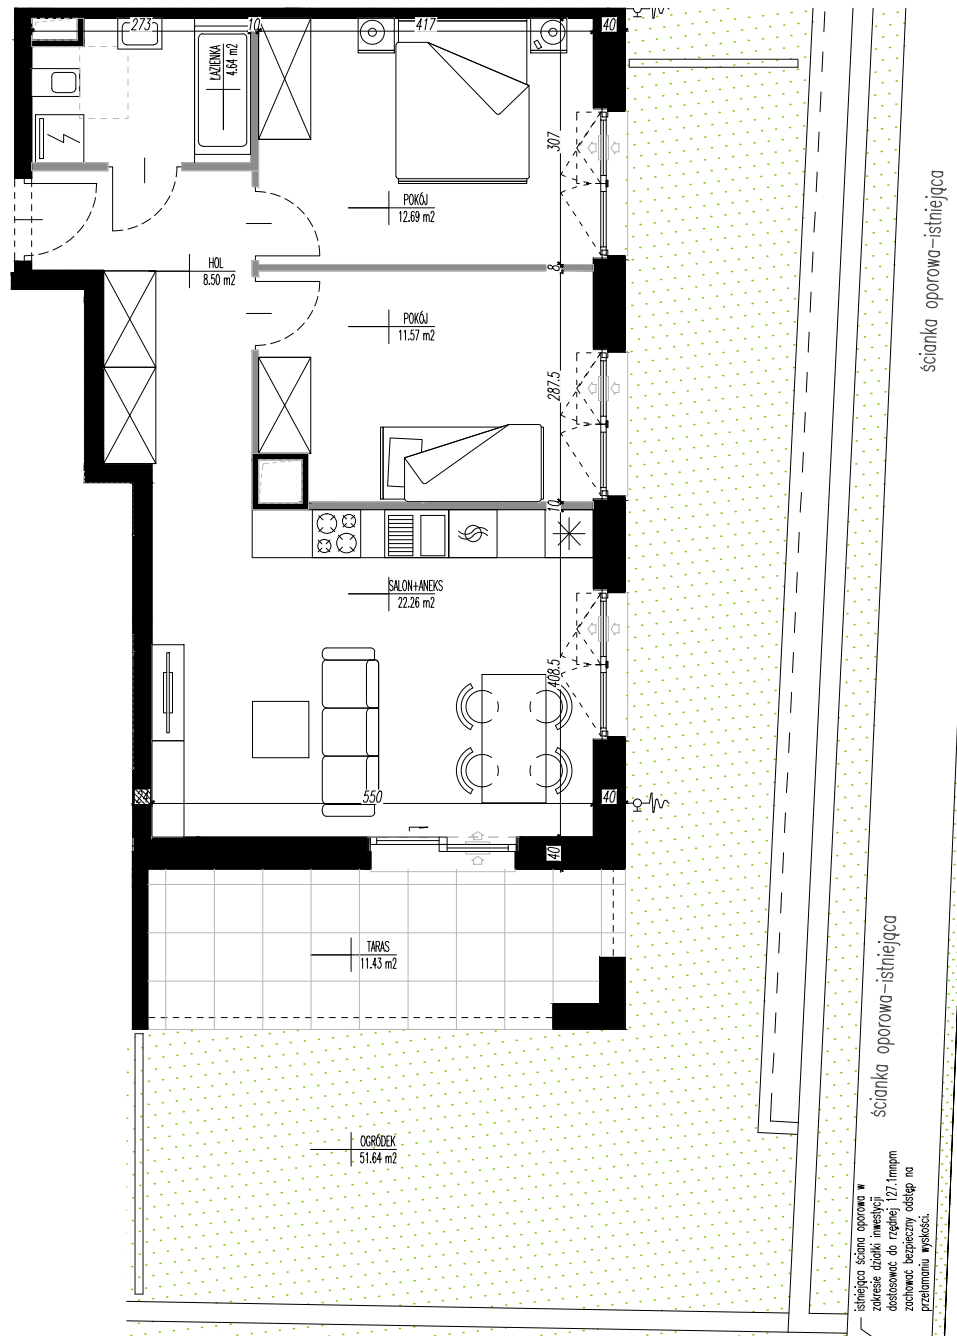 273
10
417
40
ŁAZIENKA
4.64 m2
307
POKÓJ
12.69 m2
HOL
8.50 m2
8
POKÓJ
11.57 m2
287.5
10
SALON+ANEKS
22.26 m2
408.5
24
550
40
40
TARAS
11.43 m2
OGRÓDEK
51.64 m2
ścianka oporowa-istniejąca
ścianka oporowa-istniejąca
istniejąca ściana oporowa w
zakresie działki inwestycji
dostosować do rzędnej 127.1mnpm
zachować bezpieczny odstęp na
przełamaniu wyskości.